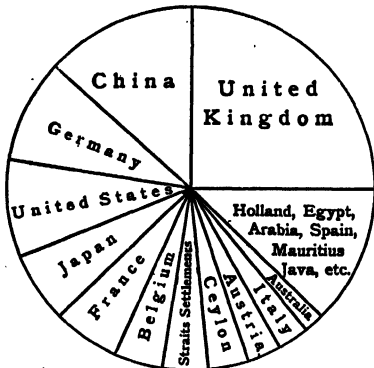 China
United
Kingdom
Germany
United States
Holland, Egypt,
Arabia, Spain,
Mauritius
Java, etc.
Japan
France
Belgium
Straits Settlements
Ceylon
Austria
Italy
Australia